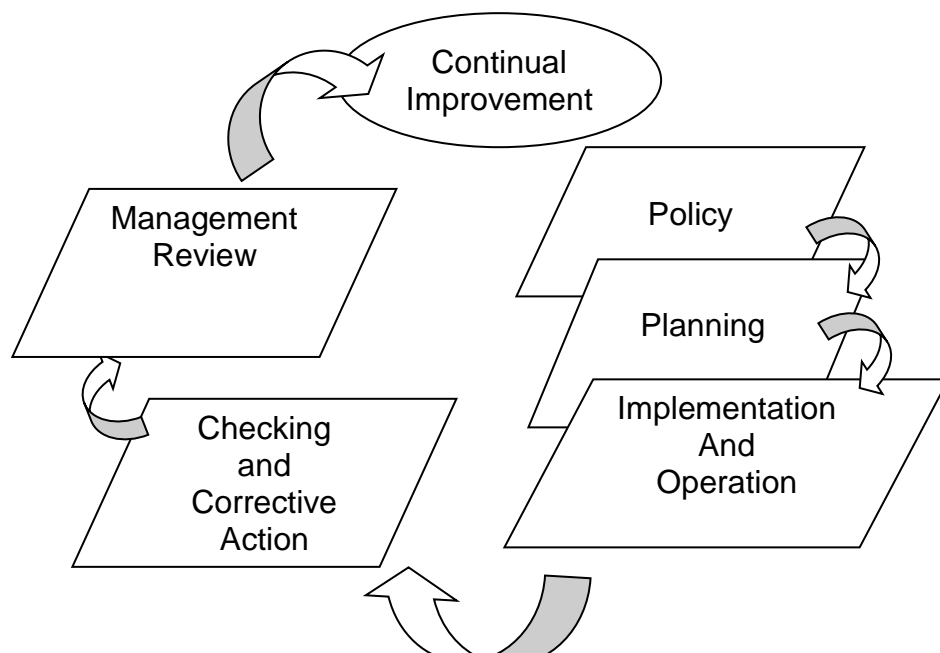 Continual
Improvement
Policy
Planning
Implementation
And
Operation
Checking
and
Corrective
Action
Management
Review